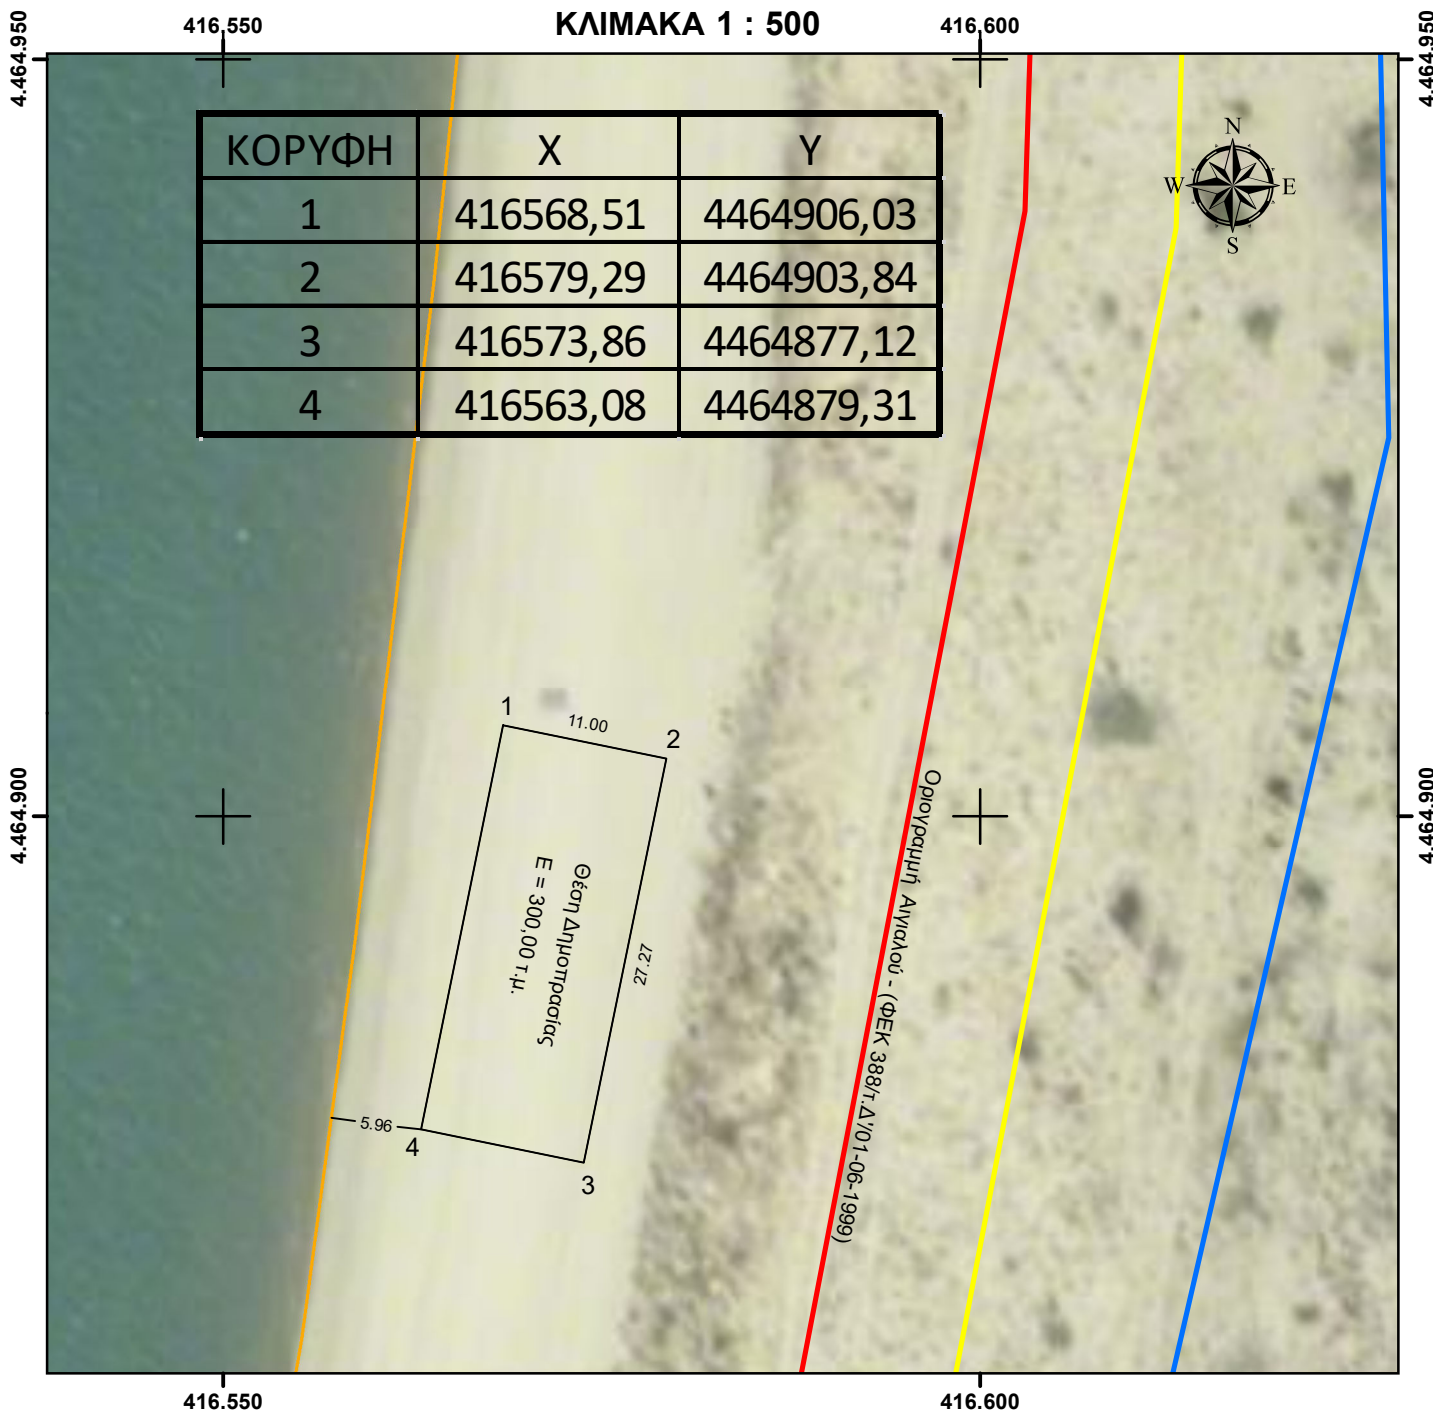 ΚΛΙΜΑΚΑ 1 : 500
416.550
416.600
4.464.950
4.464.950
ΚΟΡΥΦΗ Χ Υ
1 416568,51 4464906,03
2 416579,29 4464903,84
3 416573,86 4464877,12
4 416563,08 4464879,31
N
W E
S
1
11.00
2
4.464.900
4.464.900
Θέση Δημοπρασίας
Ε = 300,00 τ.μ.
27.27
Οριογραμμή Αιγιαλού - (ΦΕΚ 388/τ.Δ'/01-06-1999)
5.96
4
3
416.550
416.600